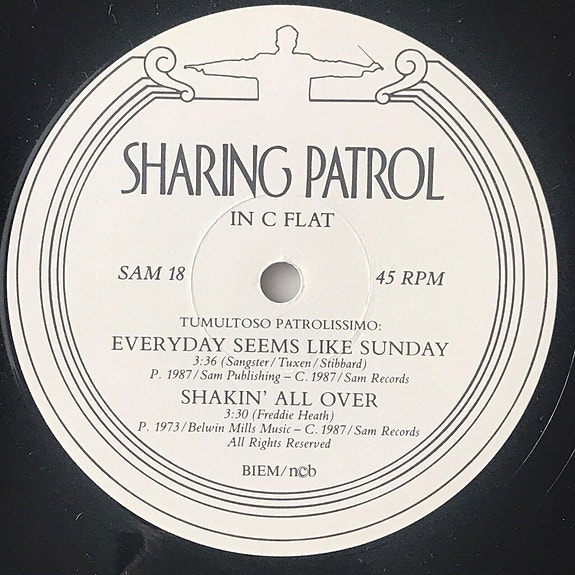 SHARING PATROL
IN C FLAT
SAM 18
45 RPM
TUMULTOSO PATROLISSIMO:
EVERYDAY SEEMS LIKE SUNDAY
3:36 (Sangster/Tuxen/Stibbard)
P. 1987/Sam Publishing – C. 1987/Sam Records
SHAKIN' ALL OVER
3:30 (Freddie Heath)
P. 1973/Belwin Mills Music – C. 1987/Sam Records
All Rights Reserved
BIEM/n©b